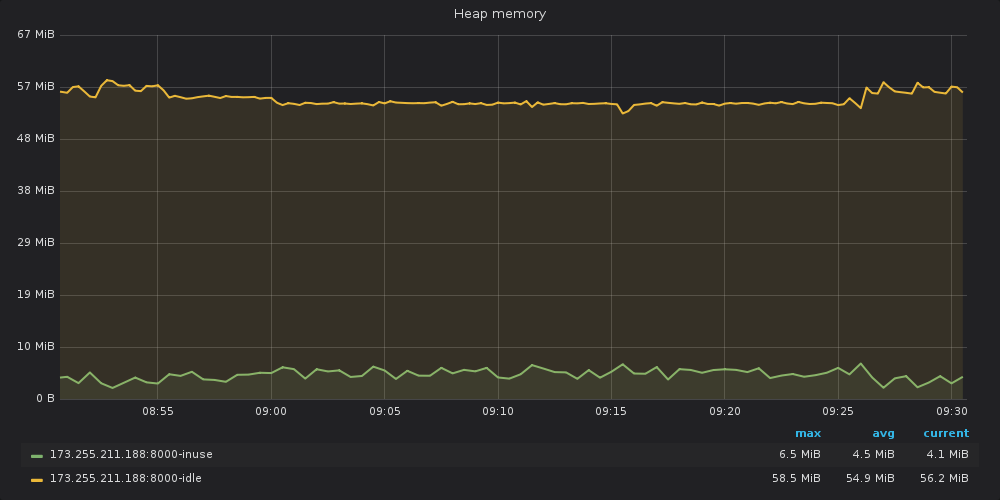 Heap memory
67 MiB
57 MiB
48 MiB
38 MiB
29 MiB
19 MiB
10 MiB
0 B
08:55 09:00 09:05 09:10 09:15 09:20 09:25 09:30
max avg current
173.255.211.188:8000-inuse 6.5 MiB 4.5 MiB 4.1 MiB
173.255.211.188:8000-idle 58.5 MiB 54.9 MiB 56.2 MiB